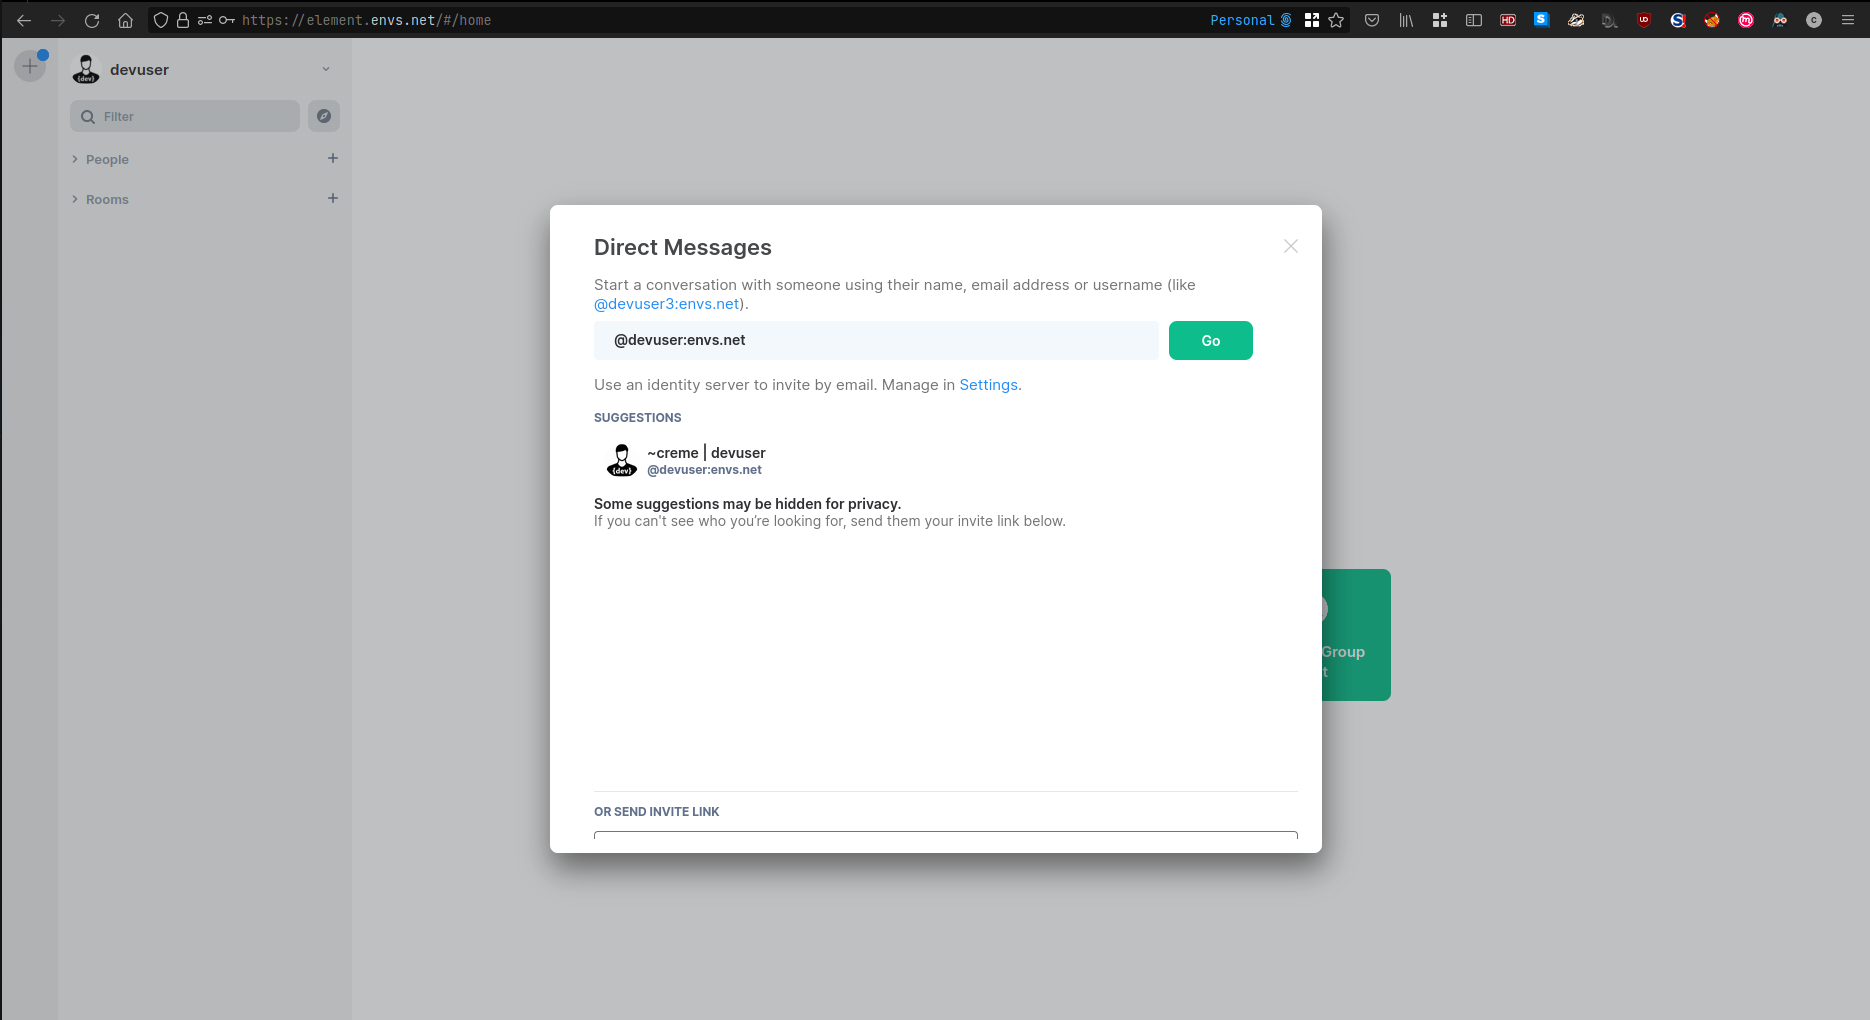 https://element.envs.net/#/home
Personal
HD
S
UD
S
m
C
devuser
{dev}
Filter
People
Rooms
Direct Messages
Start a conversation with someone using their name, email address or username (like
@devuser3:envs.net).
@devuser:envs.net
Go
Use an identity server to invite by email. Manage in Settings.
SUGGESTIONS
~creme | devuser
{dev}
@devuser:envs.net
Some suggestions may be hidden for privacy.
If you can't see who you're looking for, send them your invite link below.
Group
t
OR SEND INVITE LINK